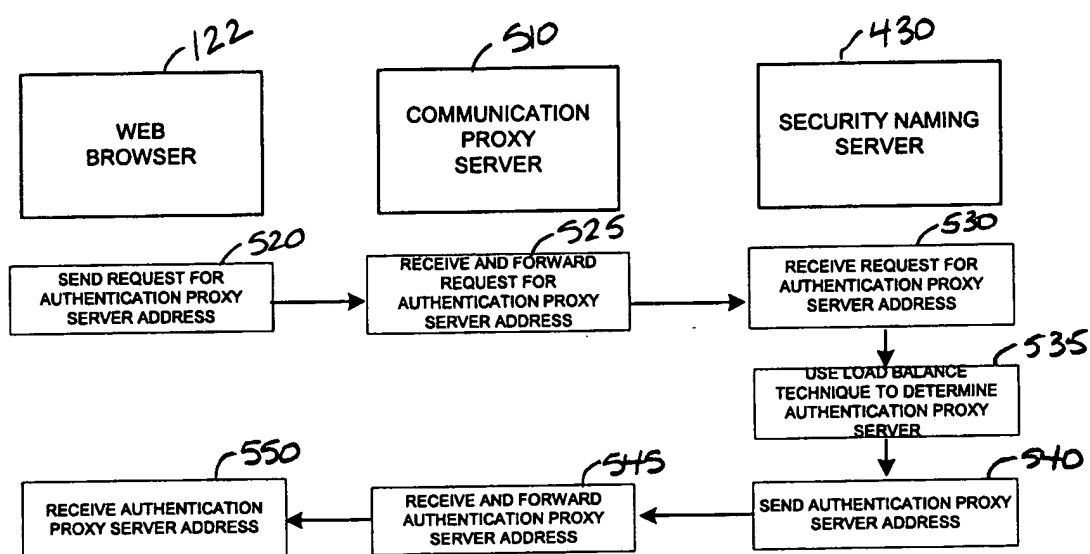 122
510
430
WEB
BROWSER
COMMUNICATION
PROXY
SERVER
SECURITY NAMING
SERVER
520
525
530
SEND REQUEST FOR
AUTHENTICATION PROXY
SERVER ADDRESS
RECEIVE AND FORWARD
REQUEST FOR
AUTHENTICATION PROXY
SERVER ADDRESS
RECEIVE REQUEST FOR
AUTHENTICATION PROXY
SERVER ADDRESS
535
USE LOAD BALANCE
TECHNIQUE TO DETERMINE
AUTHENTICATION PROXY
SERVER
550
545
540
RECEIVE AUTHENTICATION
PROXY SERVER ADDRESS
RECEIVE AND FORWARD
AUTHENTICATION PROXY
SERVER ADDRESS
SEND AUTHENTICATION PROXY
SERVER ADDRESS